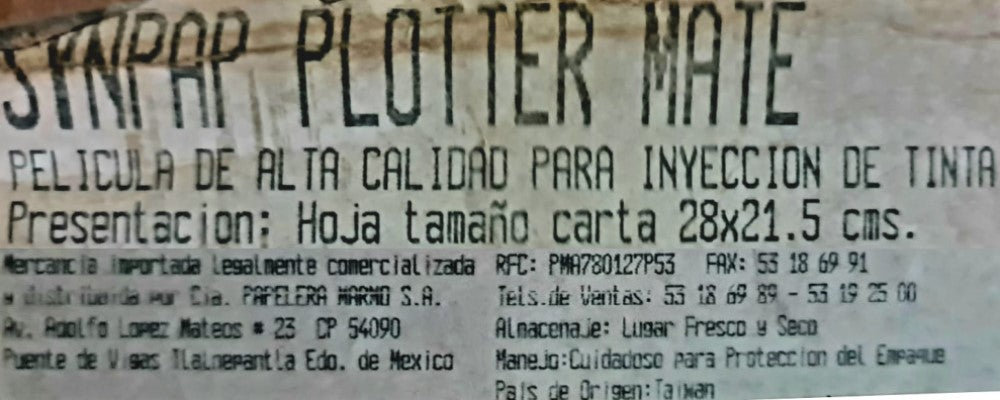 SYNPAP PLOTTER MATE
PELICULA DE ALTA CALIDAD PARA INYECCION DE TINTA
Presentacion: Hoja tamaño carta 28x21.5 cms.
Mercancia importada legalmente comercializada
y distribuida por Cia. PAPELERA MARMO S.A.
Av. Adolfo Lopez Mateos # 23 CP 54090
Puente de Vigas Tlalnepantla Edo. de Mexico
RFC: PMA780127P53 FAX: 53 18 69 91
Tels.de Ventas: 53 18 69 89 - 53 19 25 00
Almacenaje: Lugar Fresco y Seco
Manejo:Cuidadoso para Proteccion del Empaque
Pais de Origen:Taiwan